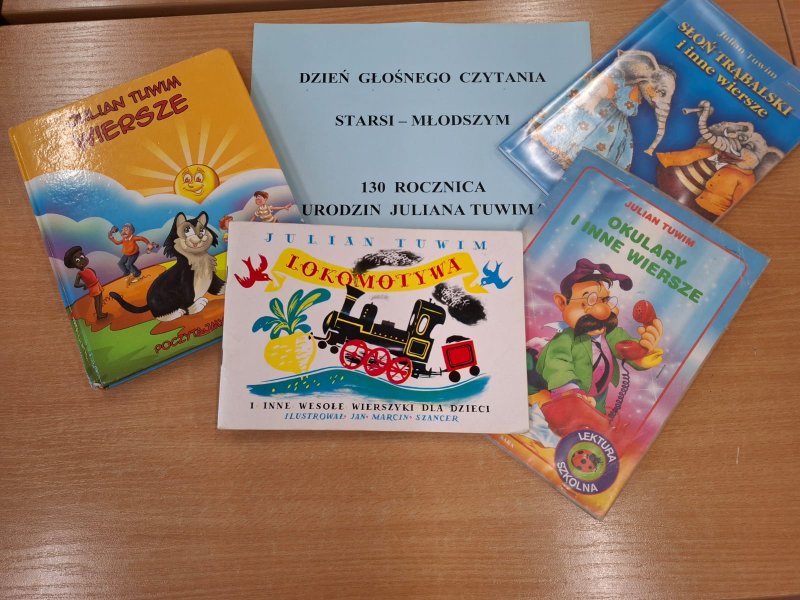 JULIAN TUWIM
WIERSZE
POCZYTAJMY
DZIEŃ GŁOŚNEGO CZYTANIA
STARSI – MŁODSZYM
130 ROCZNICA
URODZIN JULIANA TUWIMA
Julian Tuwim
SŁOŃ TRĄBALSKI
i inne wiersze
JULIAN TUWIM
LOKOMOTYWA
I INNE WESOŁE WIERSZYKI DLA DZIECI
ILUSTROWAŁ JAN MARCIN SZANCER
JULIAN TUWIM
OKULARY
I INNE WIERSZE
LEKTURA
SZKOLNA